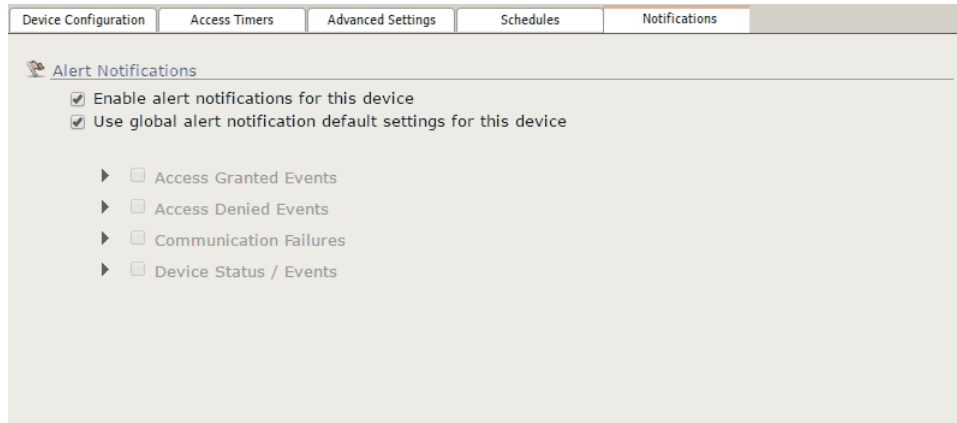 Device Configuration Access Timers Advanced Settings Schedules Notifications
Alert Notifications
Enable alert notifications for this device
Use global alert notification default settings for this device
Access Granted Events
Access Denied Events
Communication Failures
Device Status / Events